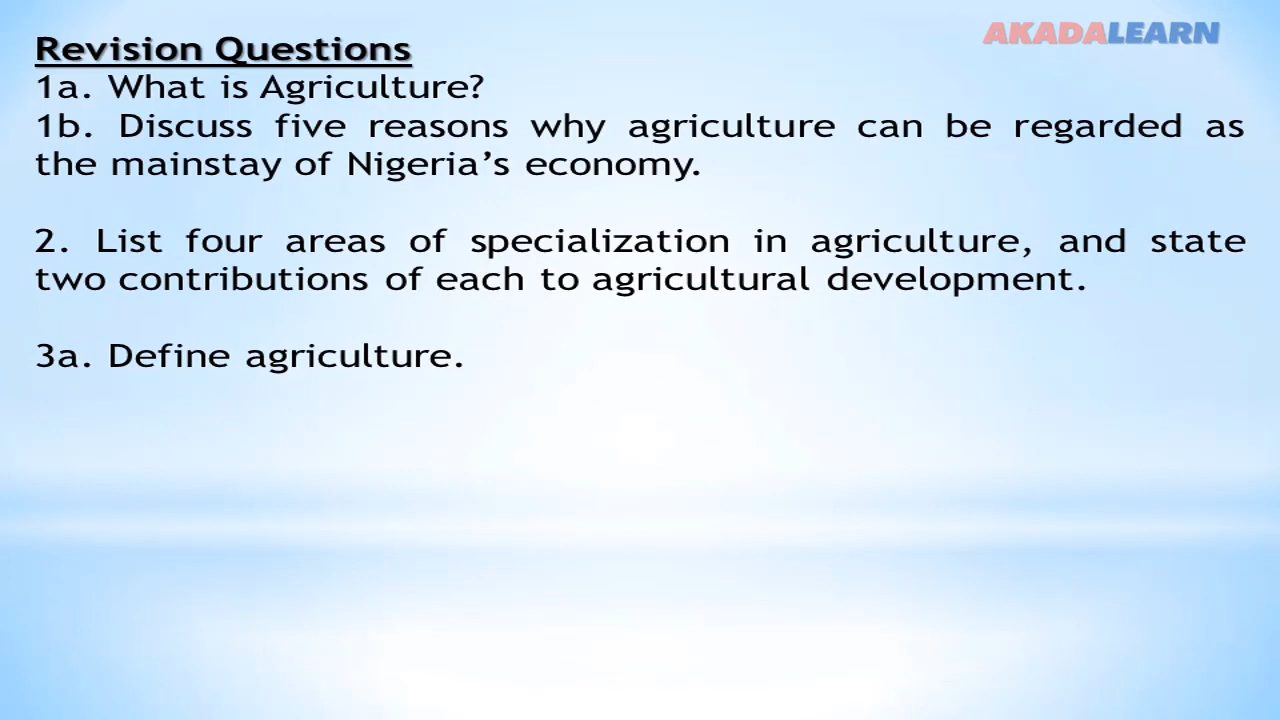 AKADALEARN
Revision Questions
1a. What is Agriculture?
1b. Discuss five reasons why agriculture can be regarded as
the mainstay of Nigeria’s economy.
2. List four areas of specialization in agriculture, and state
two contributions of each to agricultural development.
3a. Define agriculture.